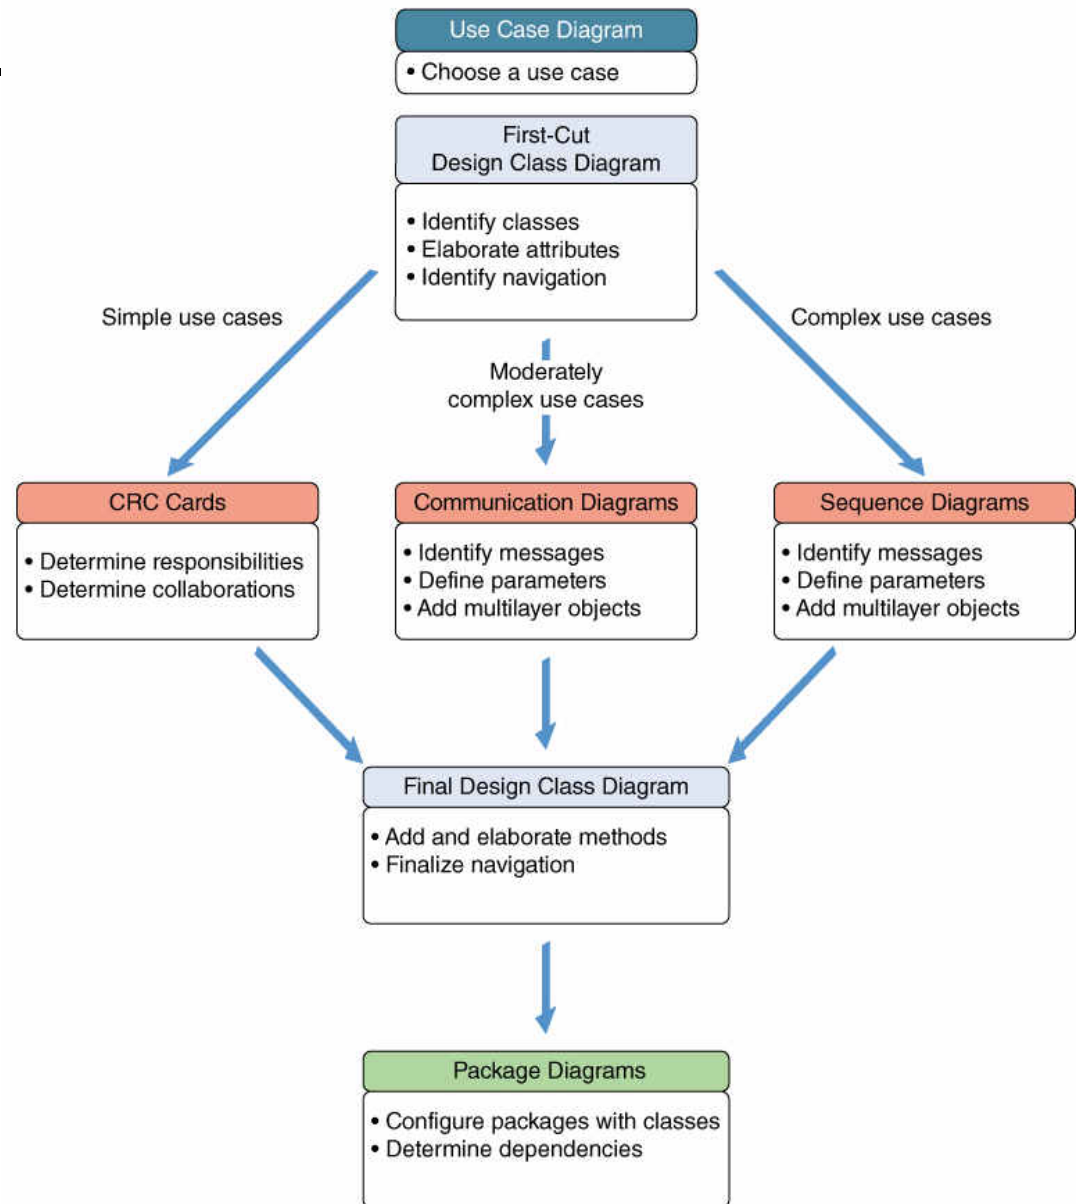 Use Case Diagram
• Choose a use case
First-Cut
Design Class Diagram
• Identify classes
• Elaborate attributes
• Identify navigation
Simple use cases
Moderately
complex use cases
Complex use cases
CRC Cards
• Determine responsibilities
• Determine collaborations
Communication Diagrams
• Identify messages
• Define parameters
• Add multilayer objects
Sequence Diagrams
• Identify messages
• Define parameters
• Add multilayer objects
Final Design Class Diagram
• Add and elaborate methods
• Finalize navigation
Package Diagrams
• Configure packages with classes
• Determine dependencies